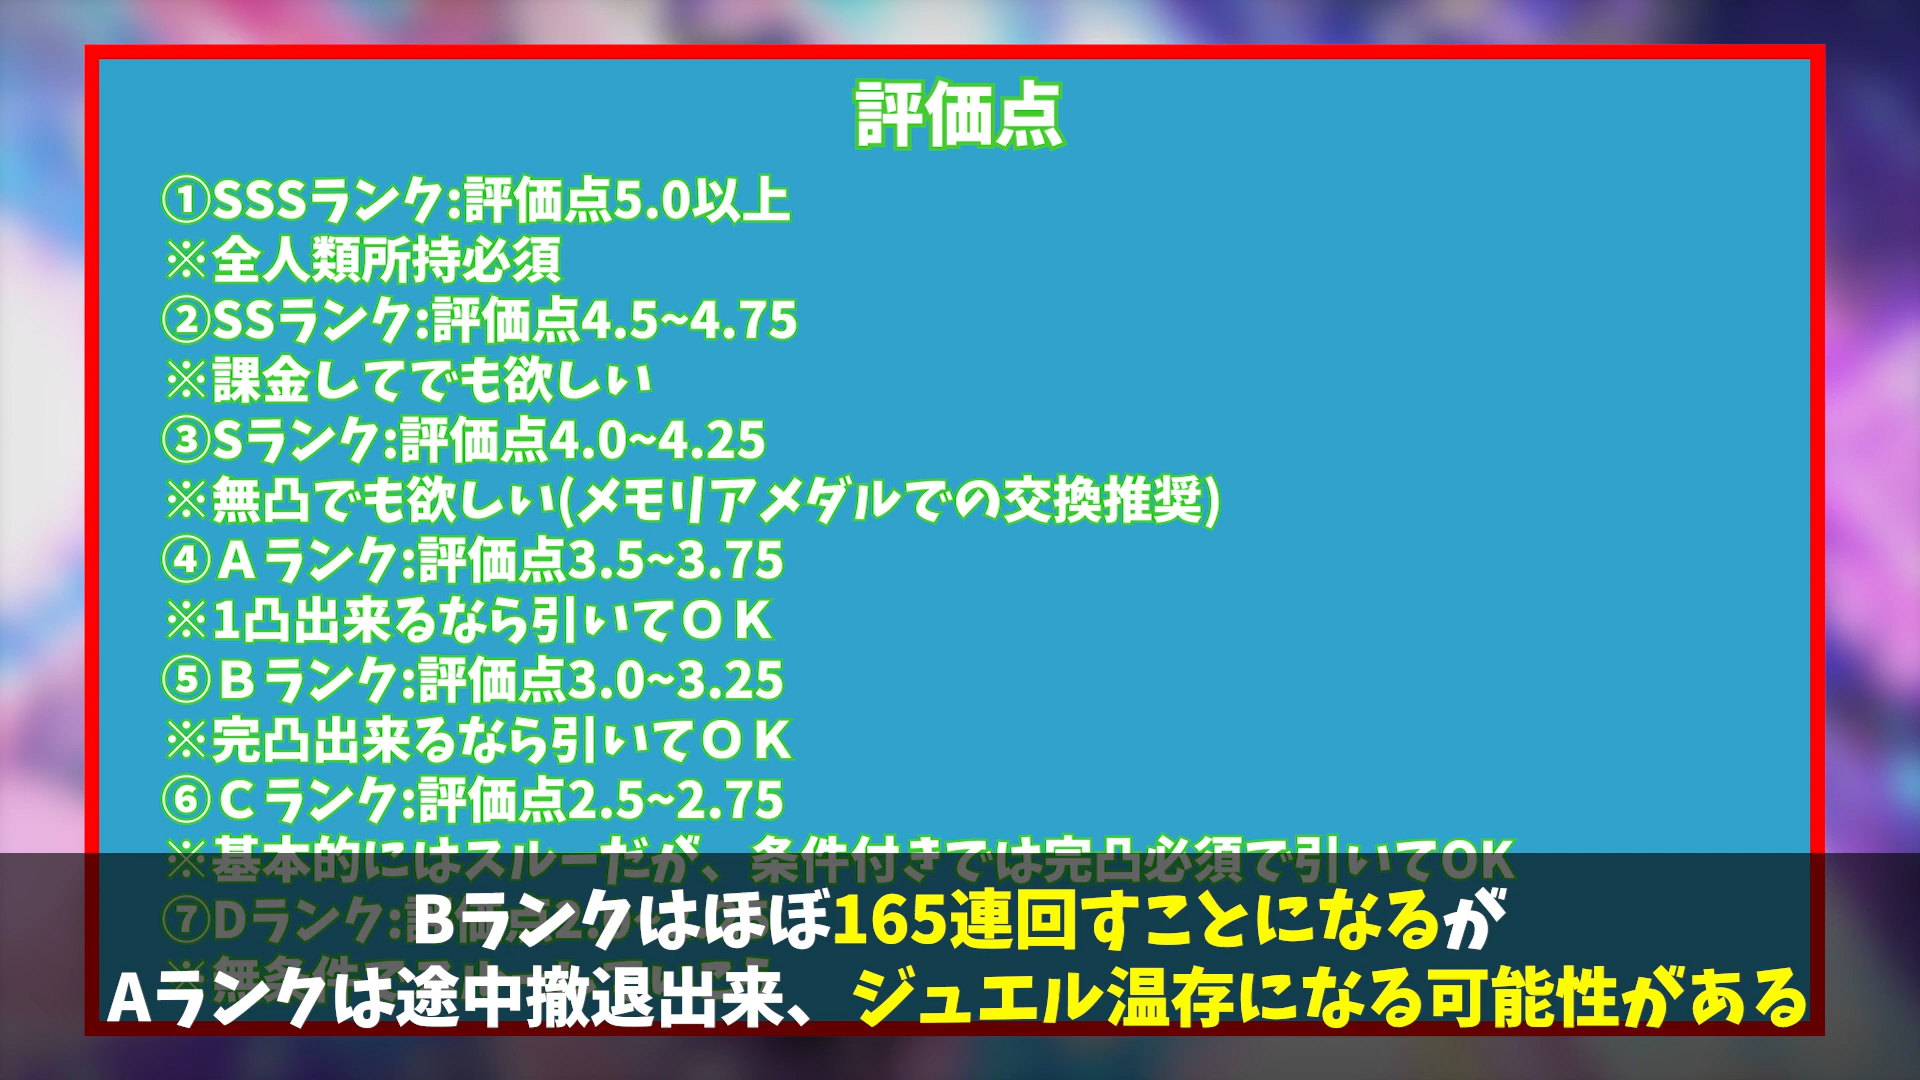 評価点
①SSSランク:評価点5.0以上
※全人類所持必須
②SSランク:評価点4.5~4.75
※課金してでも欲しい
③Sランク:評価点4.0~4.25
※無凸でも欲しい(メモリアメダルでの交換推奨)
④Ａランク:評価点3.5~3.75
※1凸出来るなら引いてＯＫ
⑤Ｂランク:評価点3.0~3.25
※完凸出来るなら引いてＯＫ
⑥Ｃランク:評価点2.5~2.75
※基本的にはスルーだが、条件付きでは完凸必須で引いてOK
⑦Dランク:
Bランクはほぼ165連回すことになるが
Aランクは途中撤退出来、ジュエル温存になる可能性がある